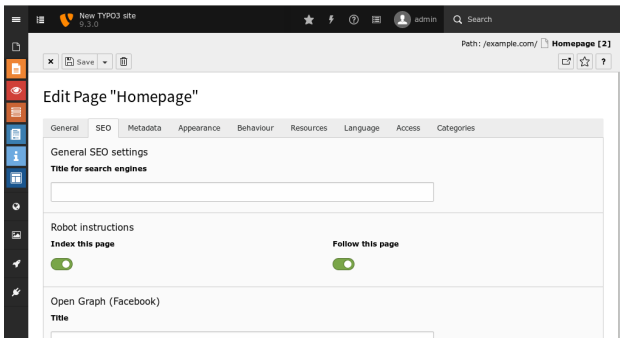 New TYPO3 site
9.3.0
admin
Search
Path: /example.com/ Homepage [2]
Save
?
Edit Page "Homepage"
General SEO Metadata Appearance Behaviour Resources Language Access Categories
General SEO settings
Title for search engines
Robot instructions
Index this page Follow this page
Open Graph (Facebook)
Title